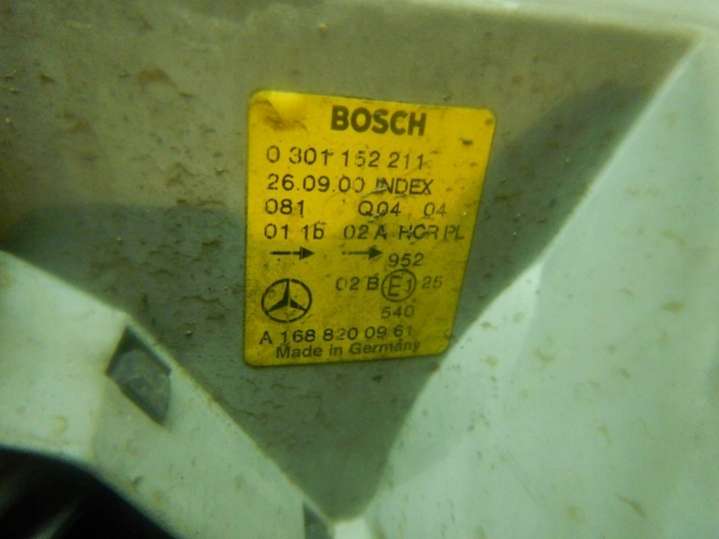 BOSCH
0 301 152 211
26.09.00 INDEX
081 Q04 04
01 1b 02 A HCR PL
→ → 952
02 B E1 25
540
A 168 820 09 61
Made in Germany